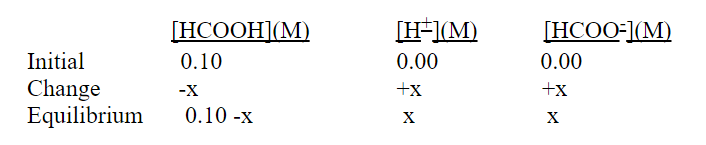 [HCOOH](M) [H+](M) [HCOO-](M)
Initial 0.10 0.00 0.00
Change -x +x +x
Equilibrium 0.10 -x x x